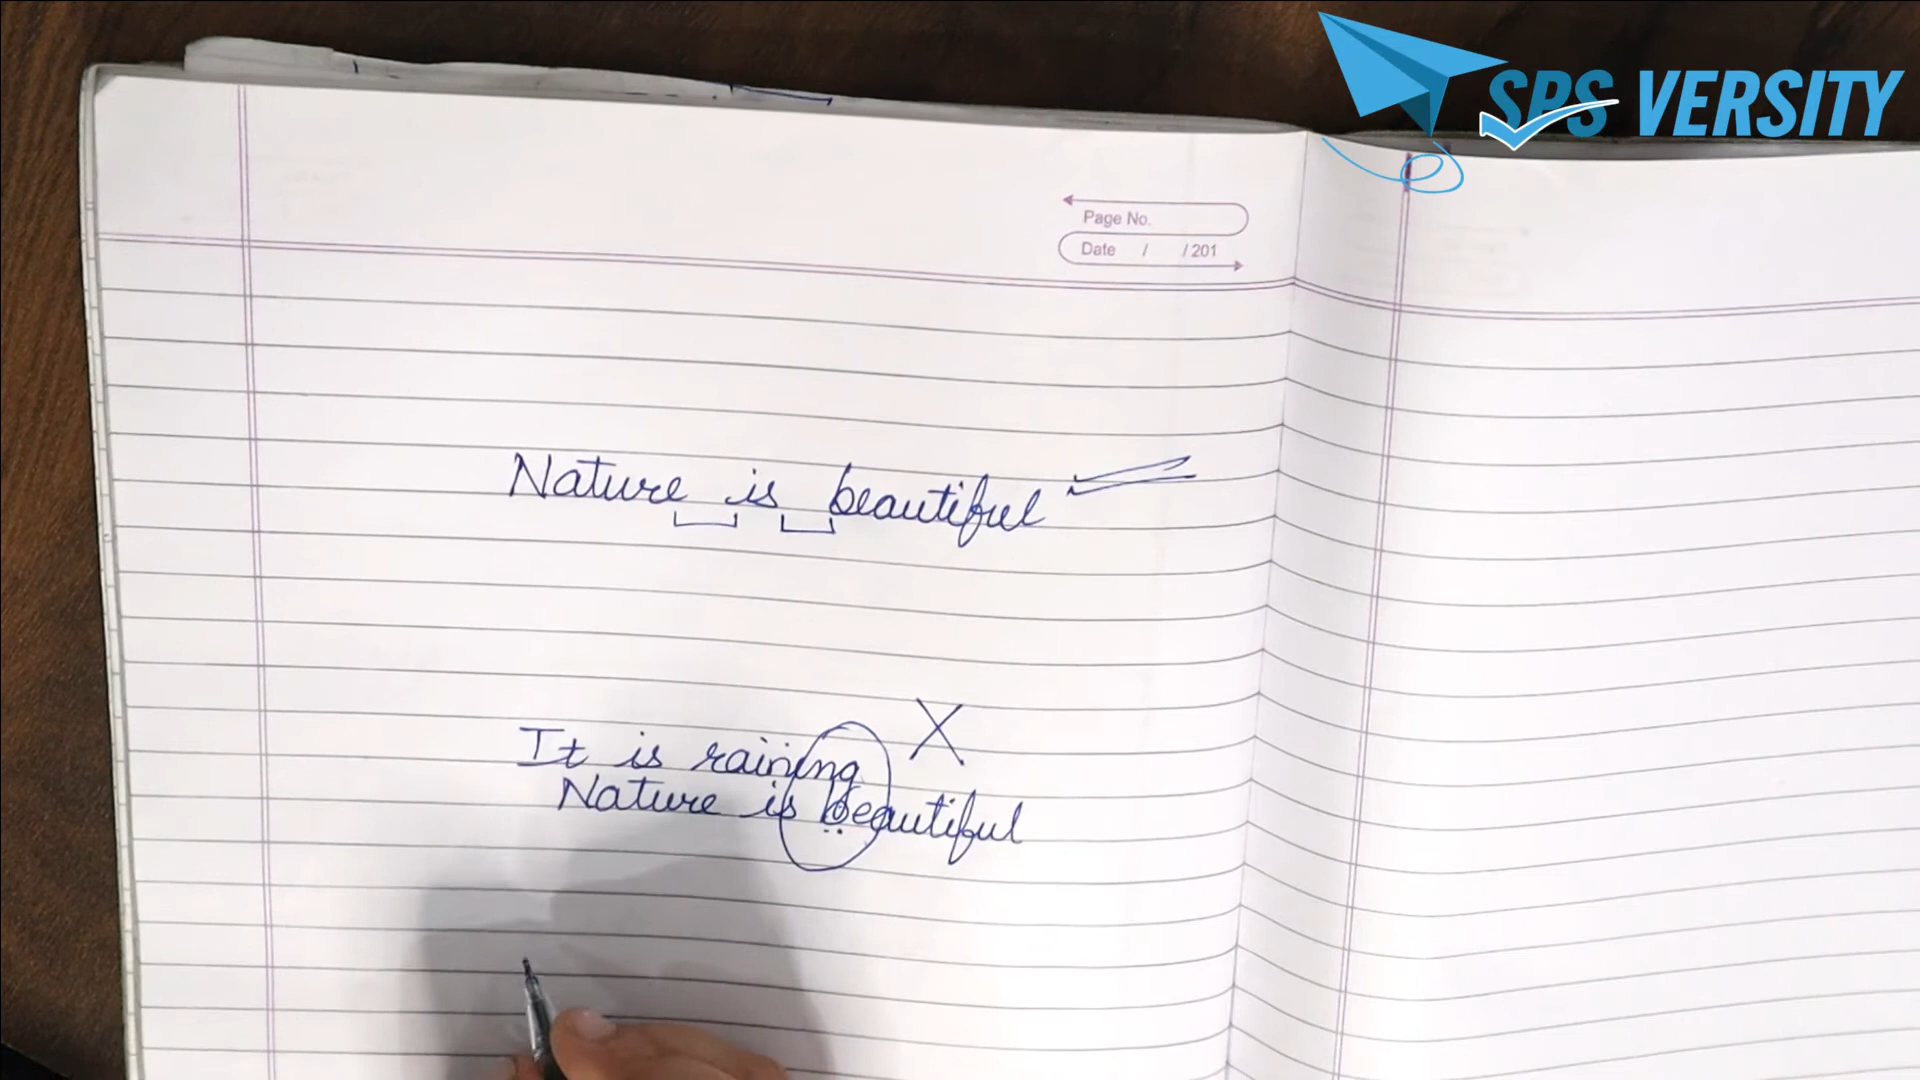 SPS VERSITY
Page No.
Date / / 201
Nature is beautiful
It is raining
Nature is beautiful